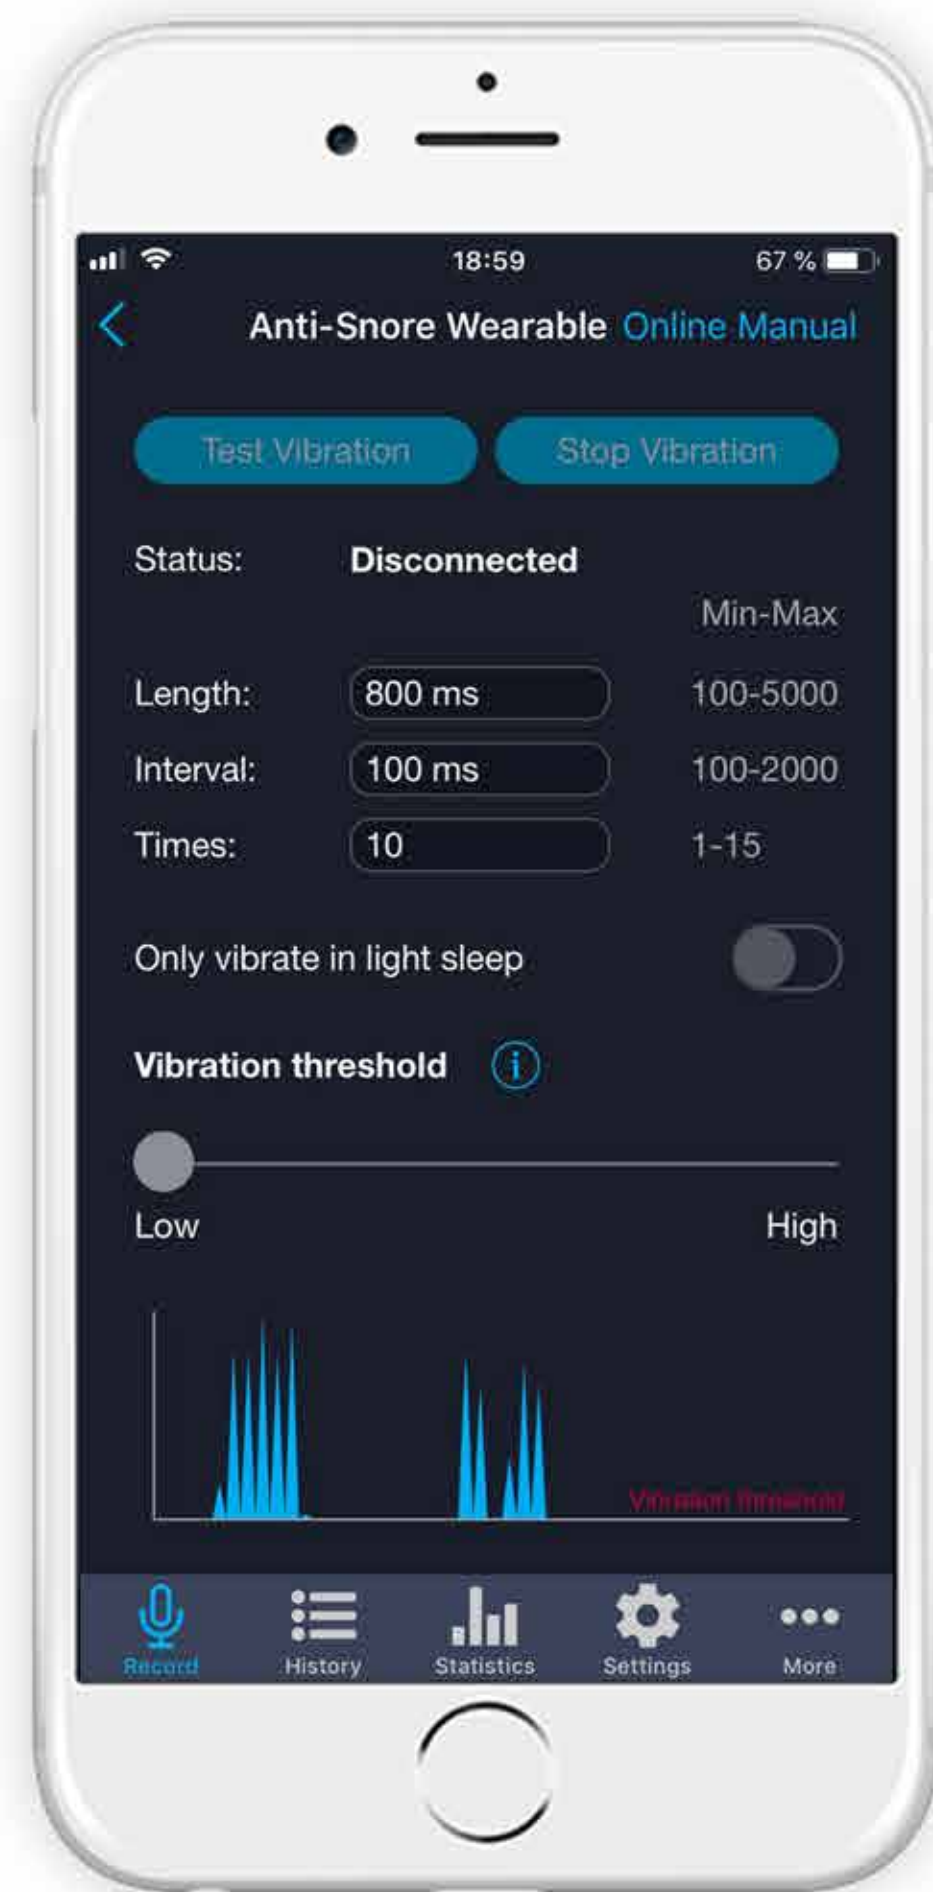 18:59 67 %
Anti-Snore Wearable Online Manual
Test Vibration Stop Vibration
Status: Disconnected
Min-Max
Length: 800 ms 100-5000
Interval: 100 ms 100-2000
Times: 10 1-15
Only vibrate in light sleep
Vibration threshold i
Low High
Vibration threshold
Record History Statistics Settings More